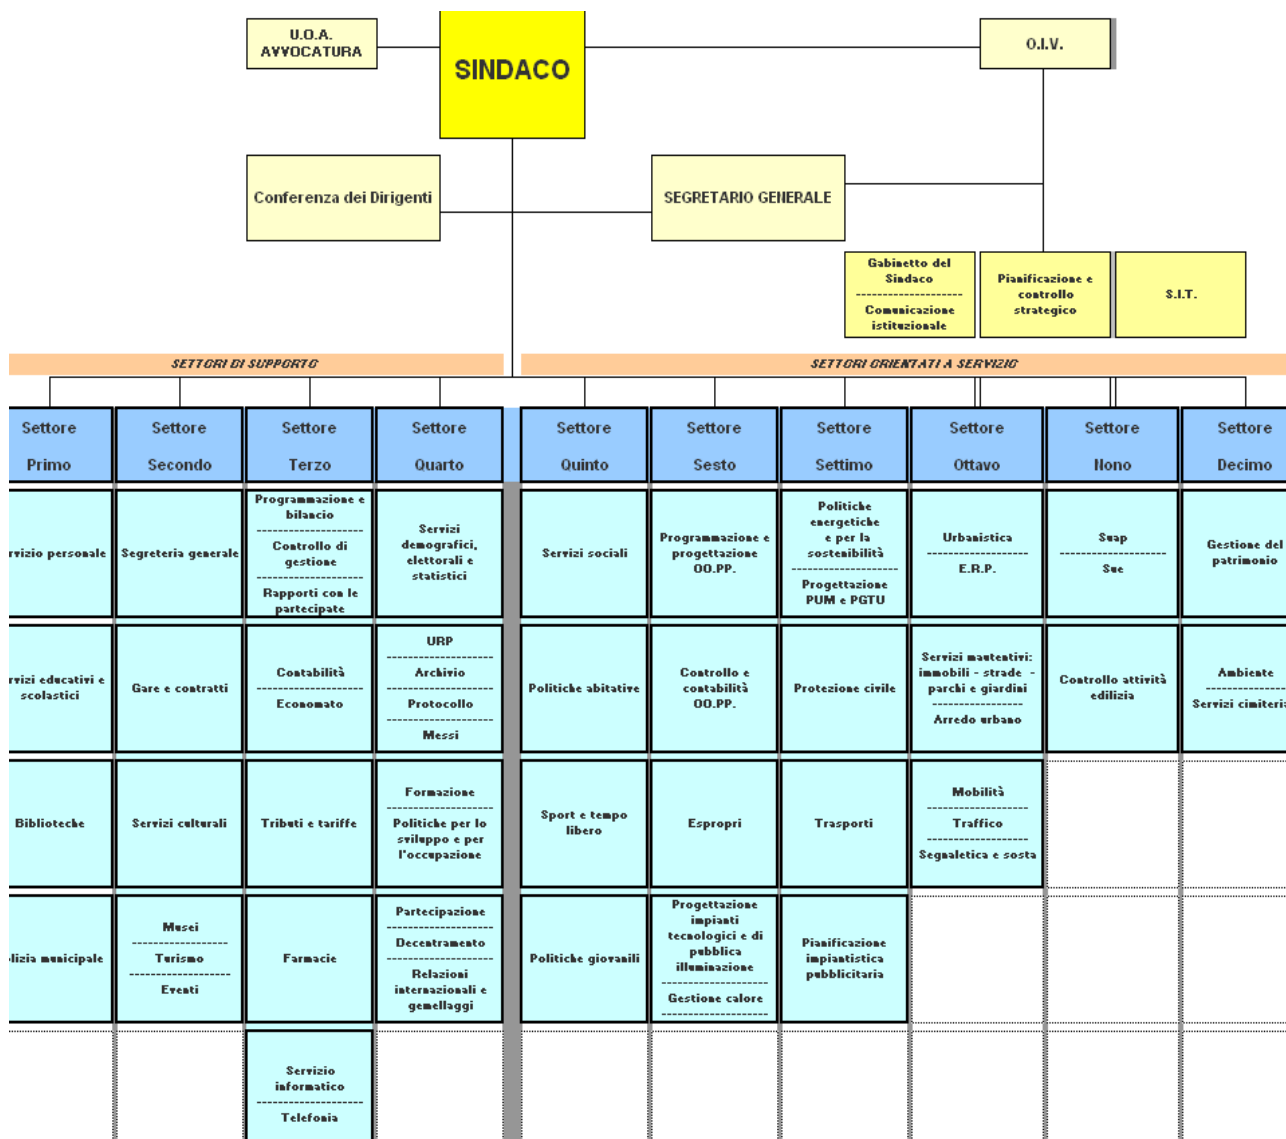 U.O.A.
AVVOCATURA
SINDACO
O.I.V.
Conferenza dei Dirigenti
SEGRETARIO GENERALE
Gabinetto del
Sindaco
Comunicazione
istituzionale
Pianificazione e
controllo
strategico
S.I.T.
SETTORI DI SUPPORTO
SETTORI ORIENTATI A SERVIZIO
Settore
Primo
Settore
Secondo
Settore
Terzo
Settore
Quarto
Settore
Quinto
Settore
Sesto
Settore
Settimo
Settore
Ottavo
Settore
Nono
Settore
Decimo
rvizio personale
Segreteria generale
Programmazione e
bilancio
Controllo di
gestione
Rapporti con le
partecipate
Servizi
demografici,
elettorali e
statistici
Servizi sociali
Programmazione e
progettazione
OO.PP.
Politiche
energetiche
e per la
sostenibilità
Progettazione
PUM e PGTU
Urbanistica
E.R.P.
Suap
Sue
Gestione del
patrimonio
rvizi educativi e
scolastici
Gare e contratti
Contabilità
Economato
URP
Archivio
Protocollo
Messi
Politiche abitative
Controllo e
contabilità
OO.PP.
Protezione civile
Servizi mautentivi:
immobili - strade -
parchi e giardini
Arredo urbano
Controllo attività
edilizia
Ambiente
Servizi cimiteria
Biblioteche
Servizi culturali
Tributi e tariffe
Formazione
Politiche per lo
sviluppo e per
l'occupazione
Sport e tempo
libero
Espropri
Trasporti
Mobilità
Traffico
Segnaletica e sosta
olizia municipale
Musei
Turismo
Eventi
Farmacie
Partecipazione
Decentramento
Relazioni
internazionali e
gemellaggi
Politiche giovanili
Progettazione
impianti
tecnologici e di
pubblica
illuminazione
Gestione calore
Pianificazione
impiantistica
pubblicitaria
Servizio
informatico
Telefonia